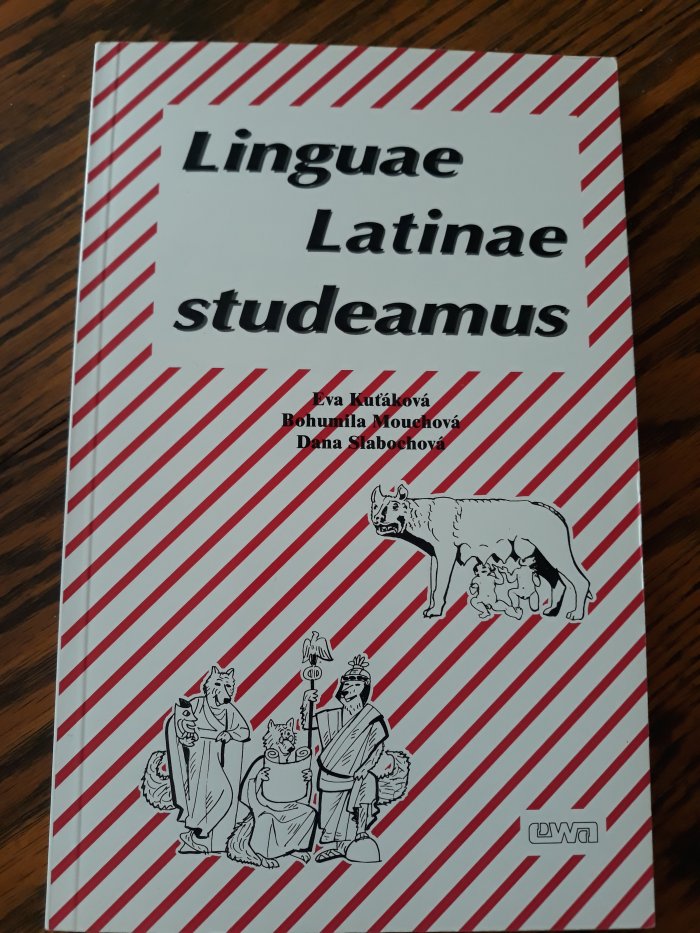 Linguae
Latinae
studeamus
Eva Kuťáková
Bohumila Mouchová
Dana Slabochová
ewa